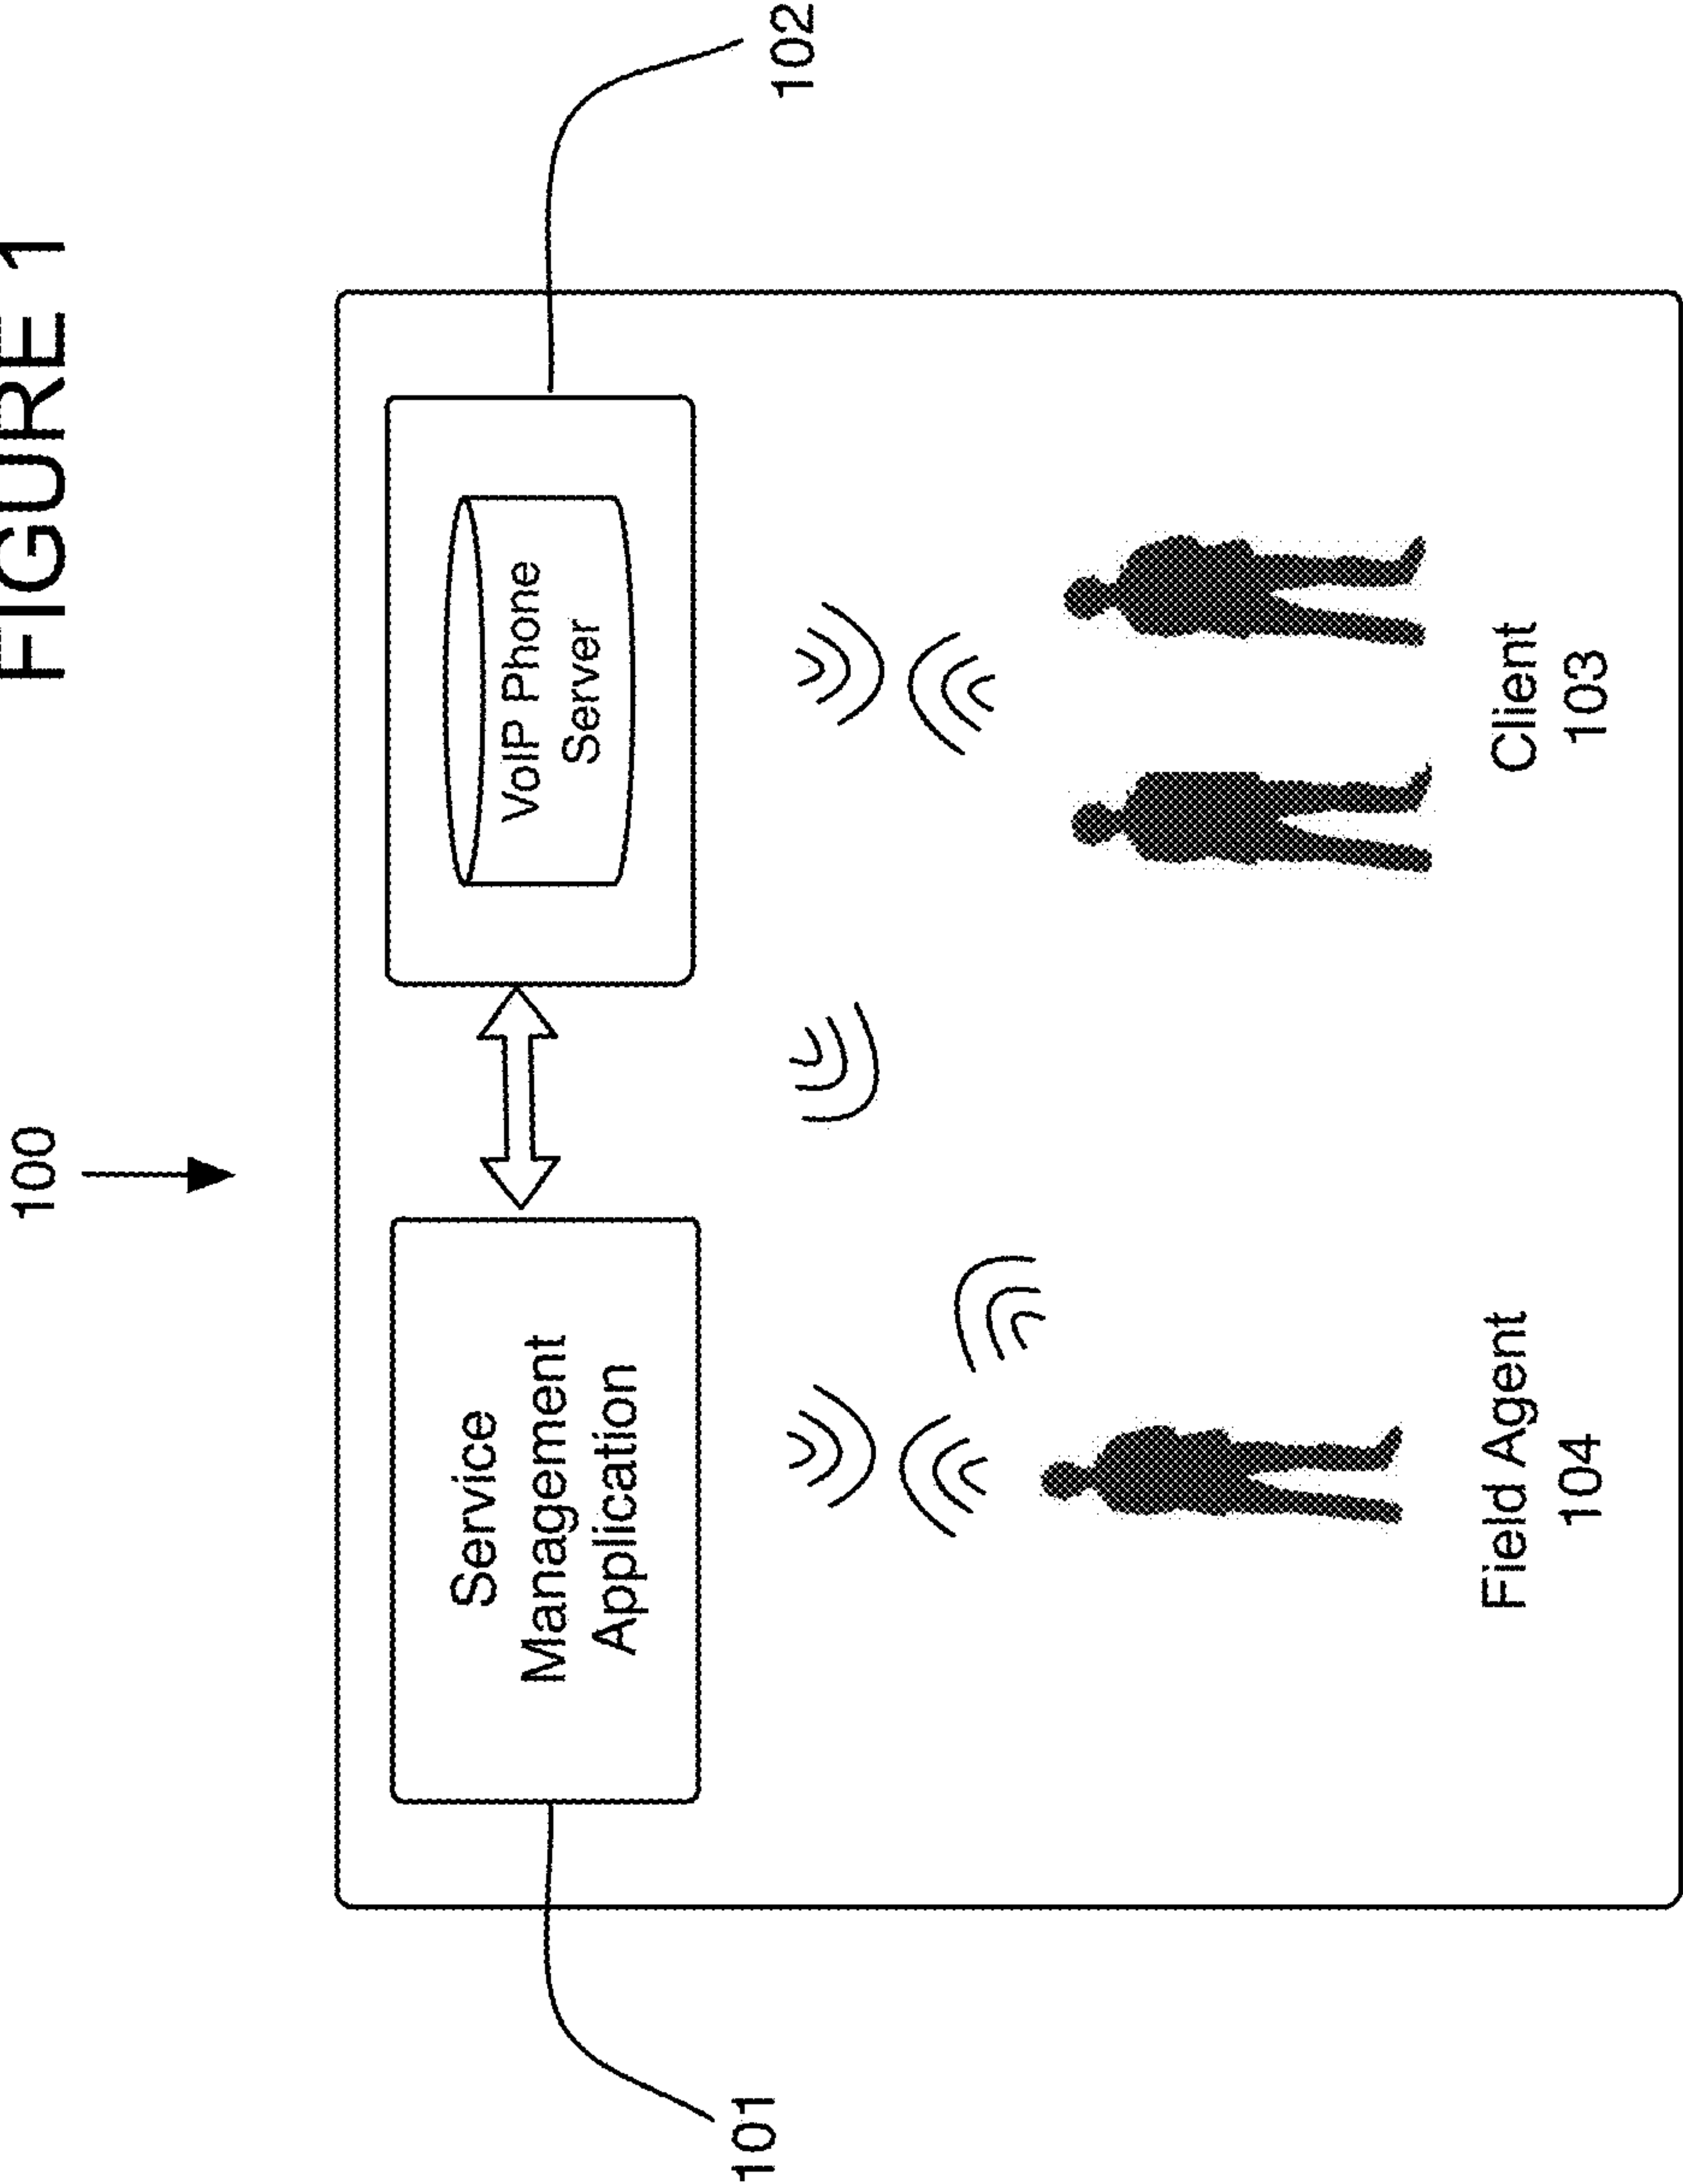 FIGURE 1
100
Service
Management
Application
VoIP Phone
Server
101
102
Field Agent
104
Client
103